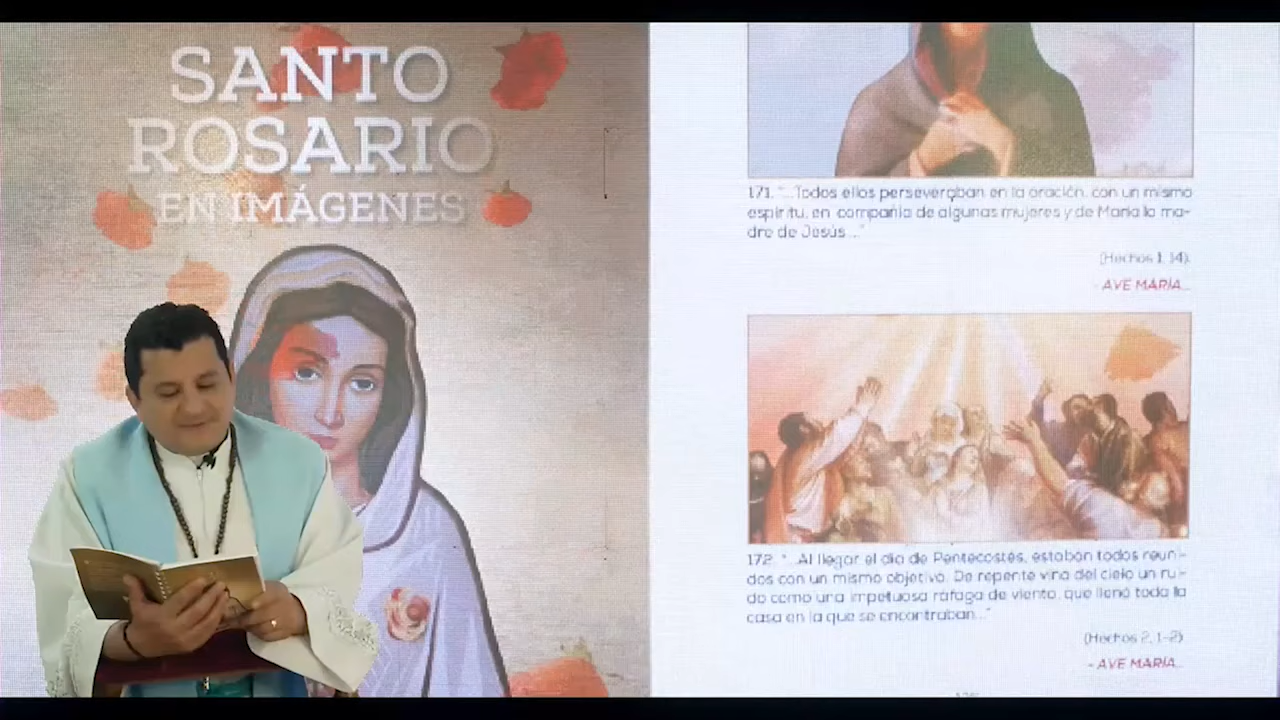 SANTO
ROSARIO
EN IMÁGENES
171. "...Todos ellos perseveraban en la oración, con un mismo
espíritu, en compañía de algunas mujeres y de María la ma-
dre de Jesús..."
(Hechos 1, 14).
- AVE MARÍA...
172. "...Al llegar el día de Pentecostés, estaban todos reuni-
dos con un mismo objetivo. De repente vino del cielo un rui-
do como una impetuosa ráfaga de viento, que llenó toda la
casa en la que se encontraban..."
(Hechos 2, 1-2)
- AVE MARÍA...